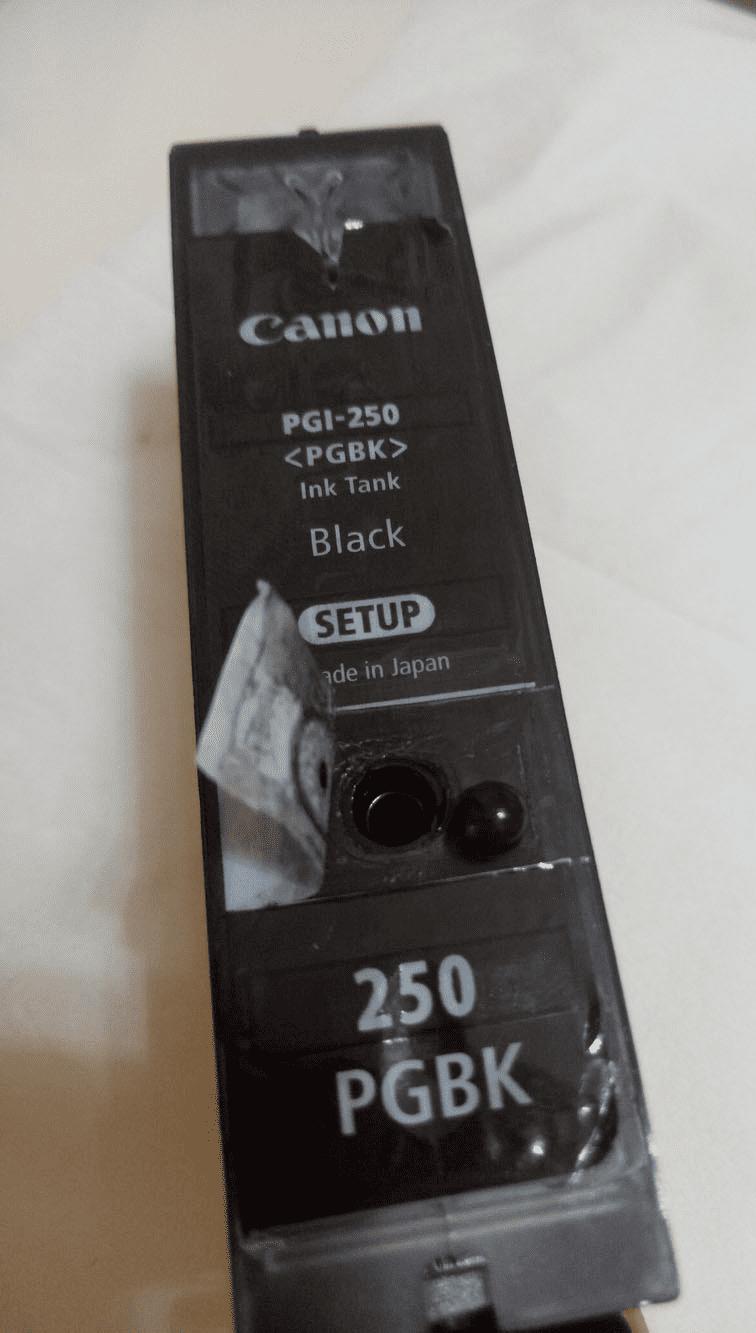 Canon
PGI-250
<PGBK>
Ink Tank
Black
SETUP
ade in Japan
250
PGBK